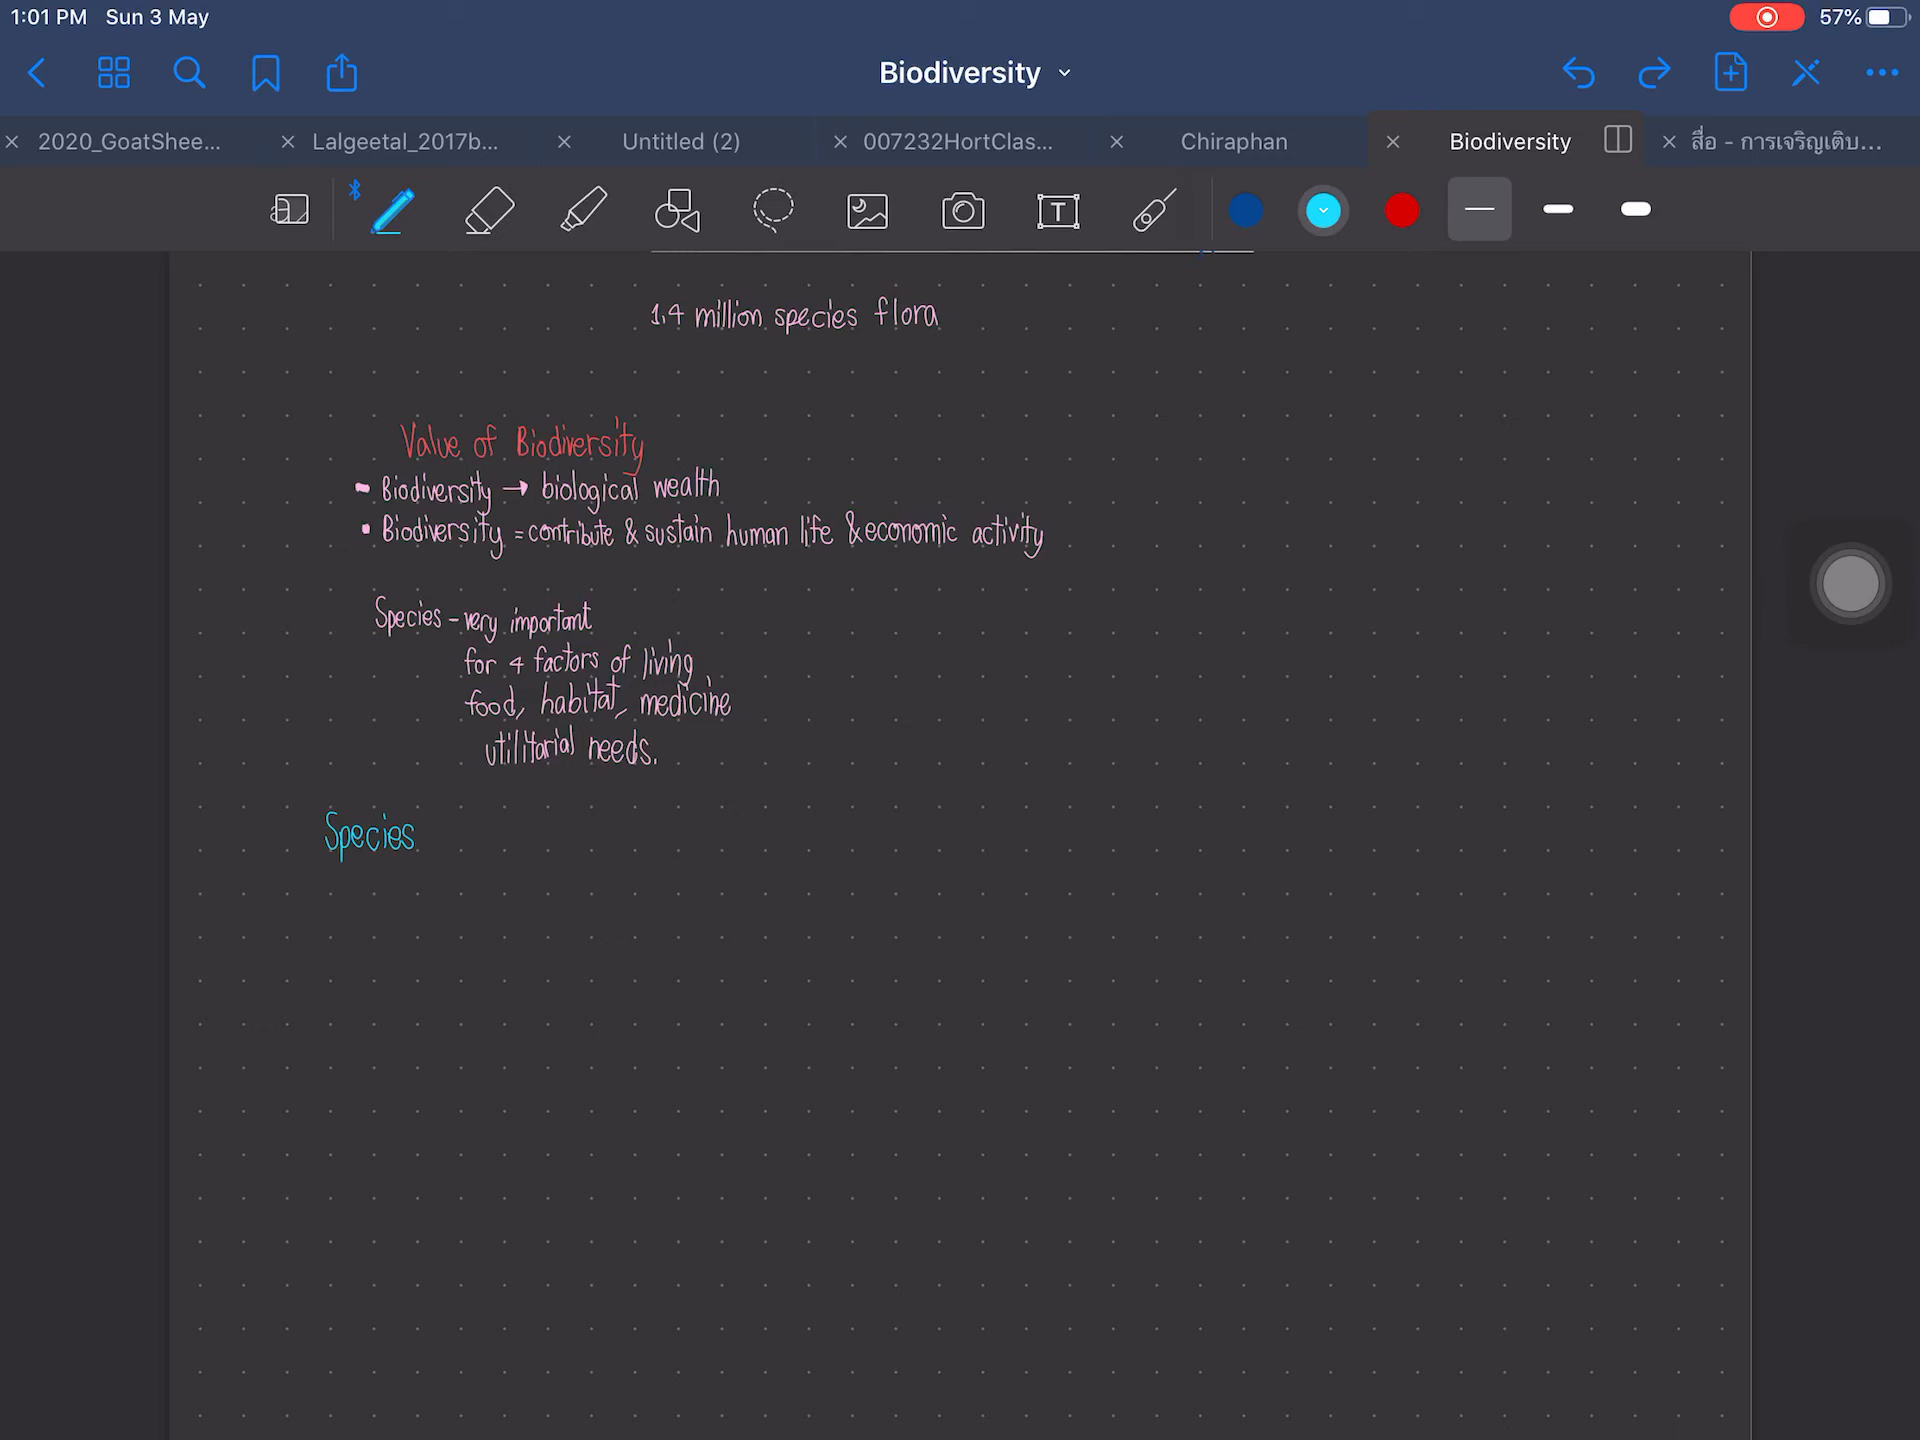 1:01 PM Sun 3 May 57%
Biodiversity
2020_GoatShee... Lalgeetal_2017b... Untitled (2) 007232HortClas... Chiraphan Biodiversity สื่อ - การเจริญเติบ...
1.4 million species flora
Value of Biodiversity
- Biodiversity → biological wealth
• Biodiversity = contribute & sustain human life & economic activity
Species - very important
for 4 factors of living
food, habitat, medicine
utilitarial needs.
Species